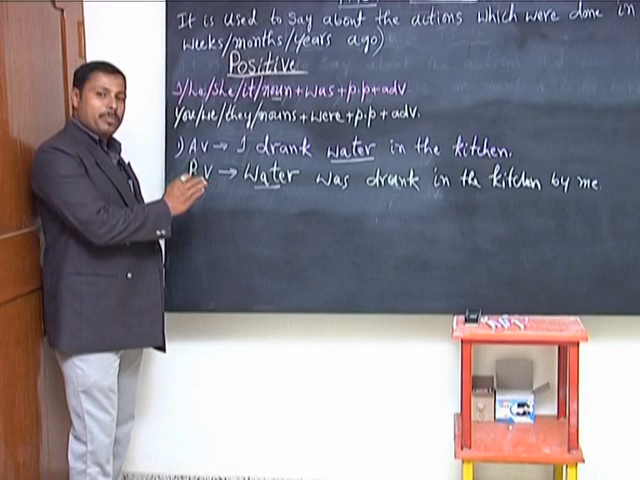 It is used to say about the actions which were done in
weeks/months/years ago)
Positive
I/he/she/it/noun+was+p.p+adv
You/we/they/nouns+were+p.p+adv.
1) AV → I drank water in the kitchen.
PV → Water was drank in the kitchen by me.